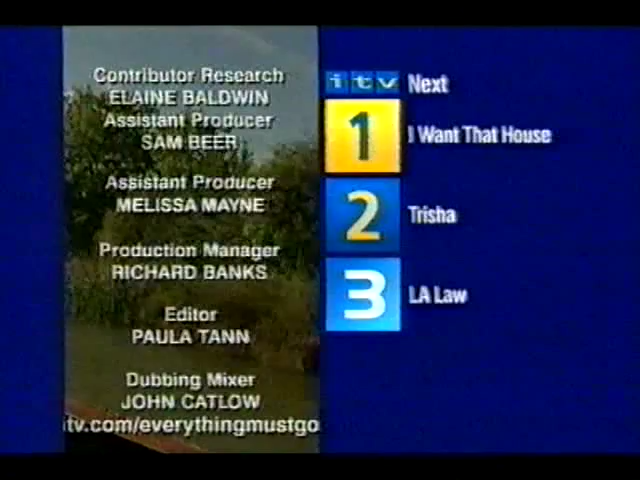 Contributor Research
ELAINE BALDWIN
Assistant Producer
SAM BEER
Assistant Producer
MELISSA MAYNE
Production Manager
RICHARD BANKS
Editor
PAULA TANN
Dubbing Mixer
JOHN CATLOW
itv.com/everythingmustgo
itv Next
1 I Want That House
2 Trisha
3 LA Law